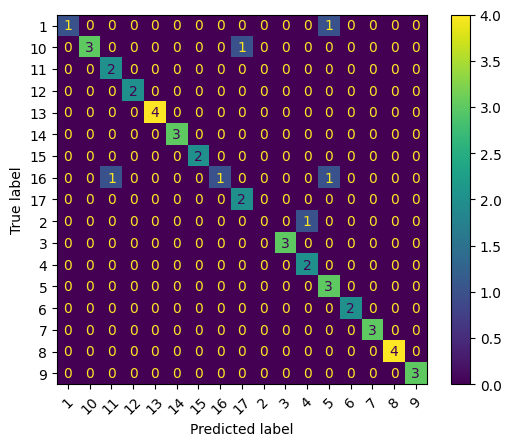 1 1 0 0 0 0 0 0 0 0 0 0 0 1 0 0 0 0
10 0 3 0 0 0 0 0 0 1 0 0 0 0 0 0 0 0
11 0 0 2 0 0 0 0 0 0 0 0 0 0 0 0 0 0
12 0 0 0 2 0 0 0 0 0 0 0 0 0 0 0 0 0
13 0 0 0 0 4 0 0 0 0 0 0 0 0 0 0 0 0
14 0 0 0 0 0 3 0 0 0 0 0 0 0 0 0 0 0
15 0 0 0 0 0 0 2 0 0 0 0 0 0 0 0 0 0
16 0 0 1 0 0 0 0 1 0 0 0 0 1 0 0 0 0
17 0 0 0 0 0 0 0 0 2 0 0 0 0 0 0 0 0
2 0 0 0 0 0 0 0 0 0 0 0 1 0 0 0 0 0
3 0 0 0 0 0 0 0 0 0 0 3 0 0 0 0 0 0
4 0 0 0 0 0 0 0 0 0 0 0 2 0 0 0 0 0
5 0 0 0 0 0 0 0 0 0 0 0 0 3 0 0 0 0
6 0 0 0 0 0 0 0 0 0 0 0 0 0 2 0 0 0
7 0 0 0 0 0 0 0 0 0 0 0 0 0 0 3 0 0
8 0 0 0 0 0 0 0 0 0 0 0 0 0 0 0 4 0
9 0 0 0 0 0 0 0 0 0 0 0 0 0 0 0 0 3
1 10 11 12 13 14 15 16 17 2 3 4 5 6 7 8 9
Predicted label
True label
4.0
3.5
3.0
2.5
2.0
1.5
1.0
0.5
0.0